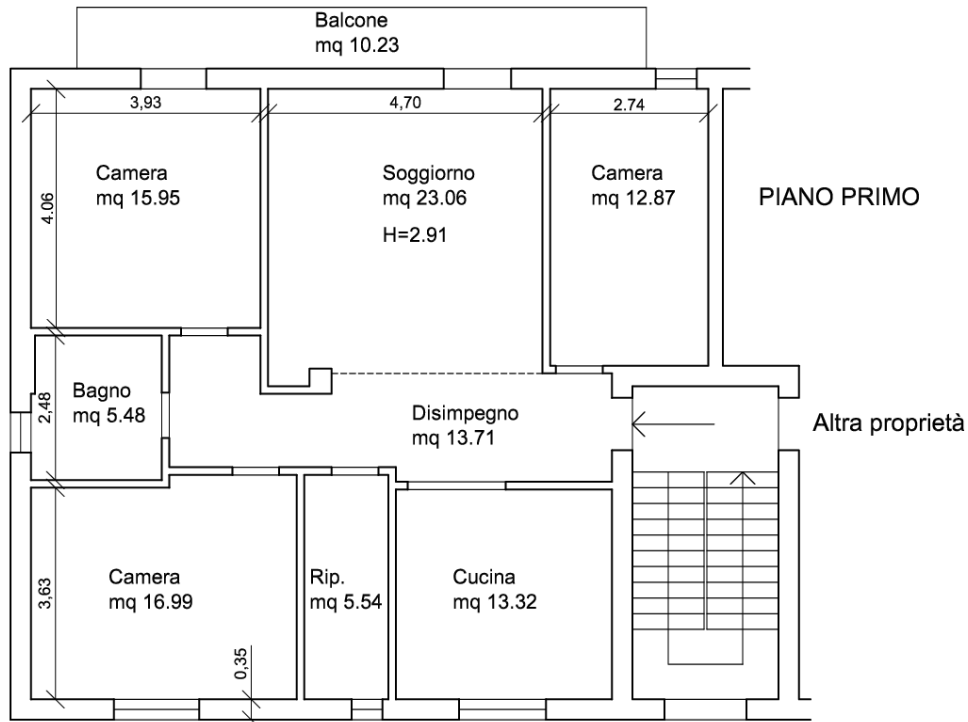 Balcone
mq 10.23
3,93
4,70
2.74
4.06
Camera
mq 15.95
Soggiorno
mq 23.06
H=2.91
Camera
mq 12.87
PIANO PRIMO
2,48
Bagno
mq 5.48
Disimpegno
mq 13.71
Altra proprietà
3,63
Camera
mq 16.99
Rip.
mq 5.54
Cucina
mq 13.32
0,35